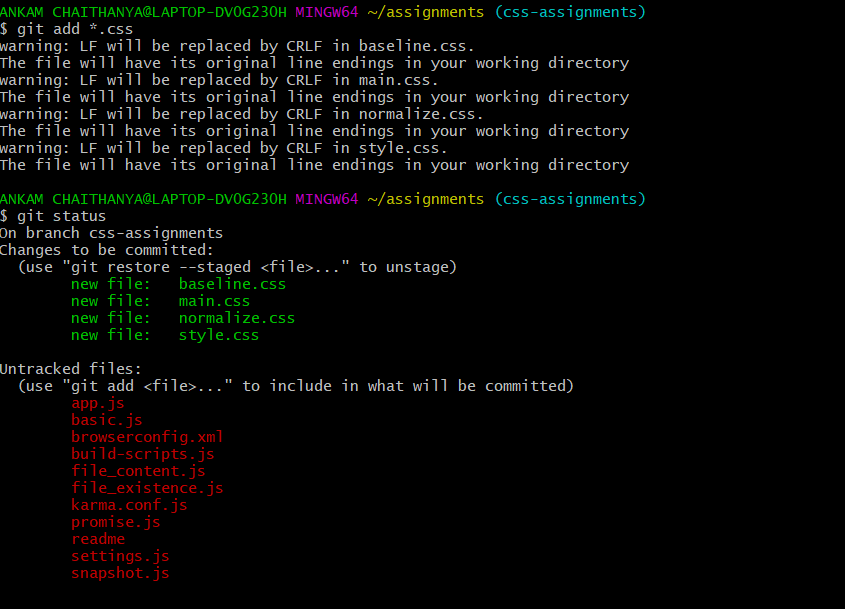 ANKAM CHAITHANYA@LAPTOP-DVOG23OH MINGW64 ~/assignments (css-assignments)
$ git add *.css
warning: LF will be replaced by CRLF in baseline.css.
The file will have its original line endings in your working directory
warning: LF will be replaced by CRLF in main.css.
The file will have its original line endings in your working directory
warning: LF will be replaced by CRLF in normalize.css.
The file will have its original line endings in your working directory
warning: LF will be replaced by CRLF in style.css.
The file will have its original line endings in your working directory
ANKAM CHAITHANYA@LAPTOP-DVOG23OH MINGW64 ~/assignments (css-assignments)
$ git status
On branch css-assignments
Changes to be committed:
  (use "git restore --staged <file>..." to unstage)
        new file:   baseline.css
        new file:   main.css
        new file:   normalize.css
        new file:   style.css
Untracked files:
  (use "git add <file>..." to include in what will be committed)
        app.js
        basic.js
        browserconfig.xml
        build-scripts.js
        file_content.js
        file_existence.js
        karma.conf.js
        promise.js
        readme
        settings.js
        snapshot.js